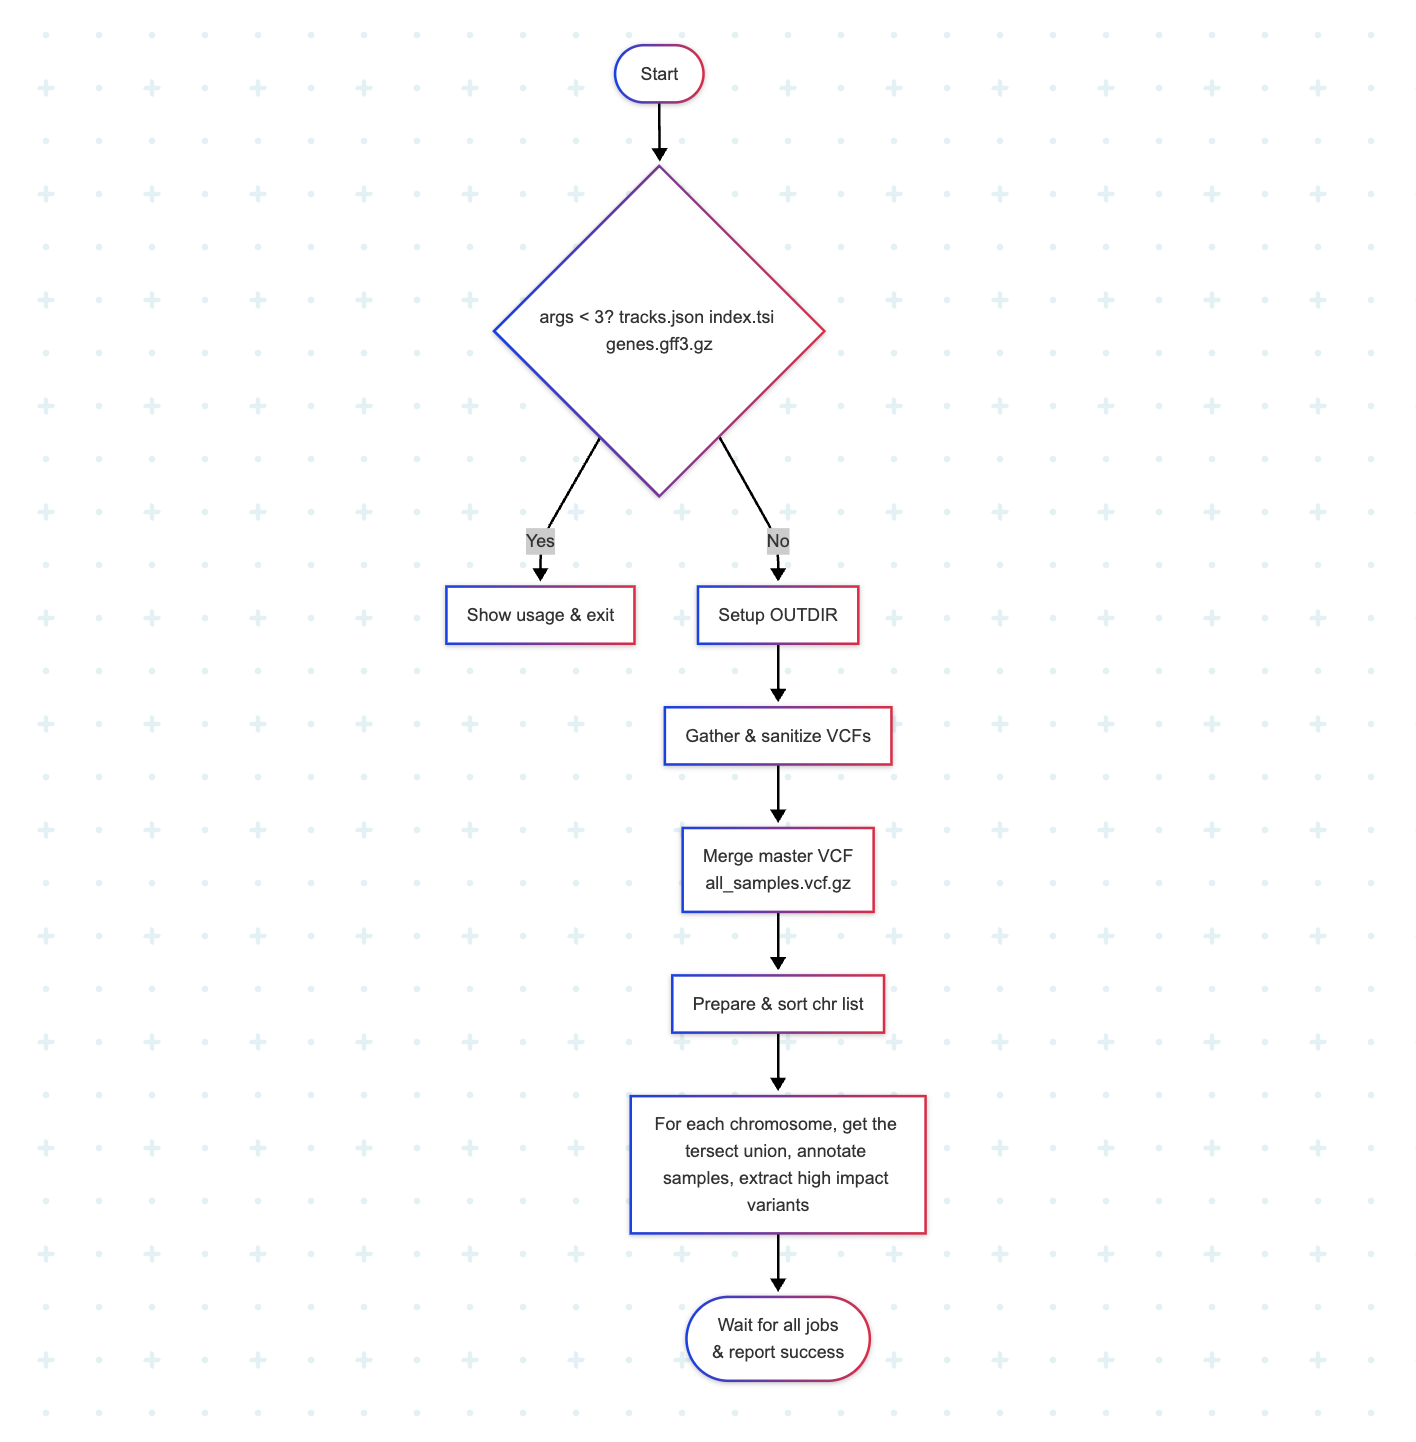 Start
args < 3? tracks.json index.tsi
genes.gff3.gz
Yes
No
Show usage & exit
Setup OUTDIR
Gather & sanitize VCFs
Merge master VCF
all_samples.vcf.gz
Prepare & sort chr list
For each chromosome, get the
tersect union, annotate
samples, extract high impact
variants
Wait for all jobs
& report success